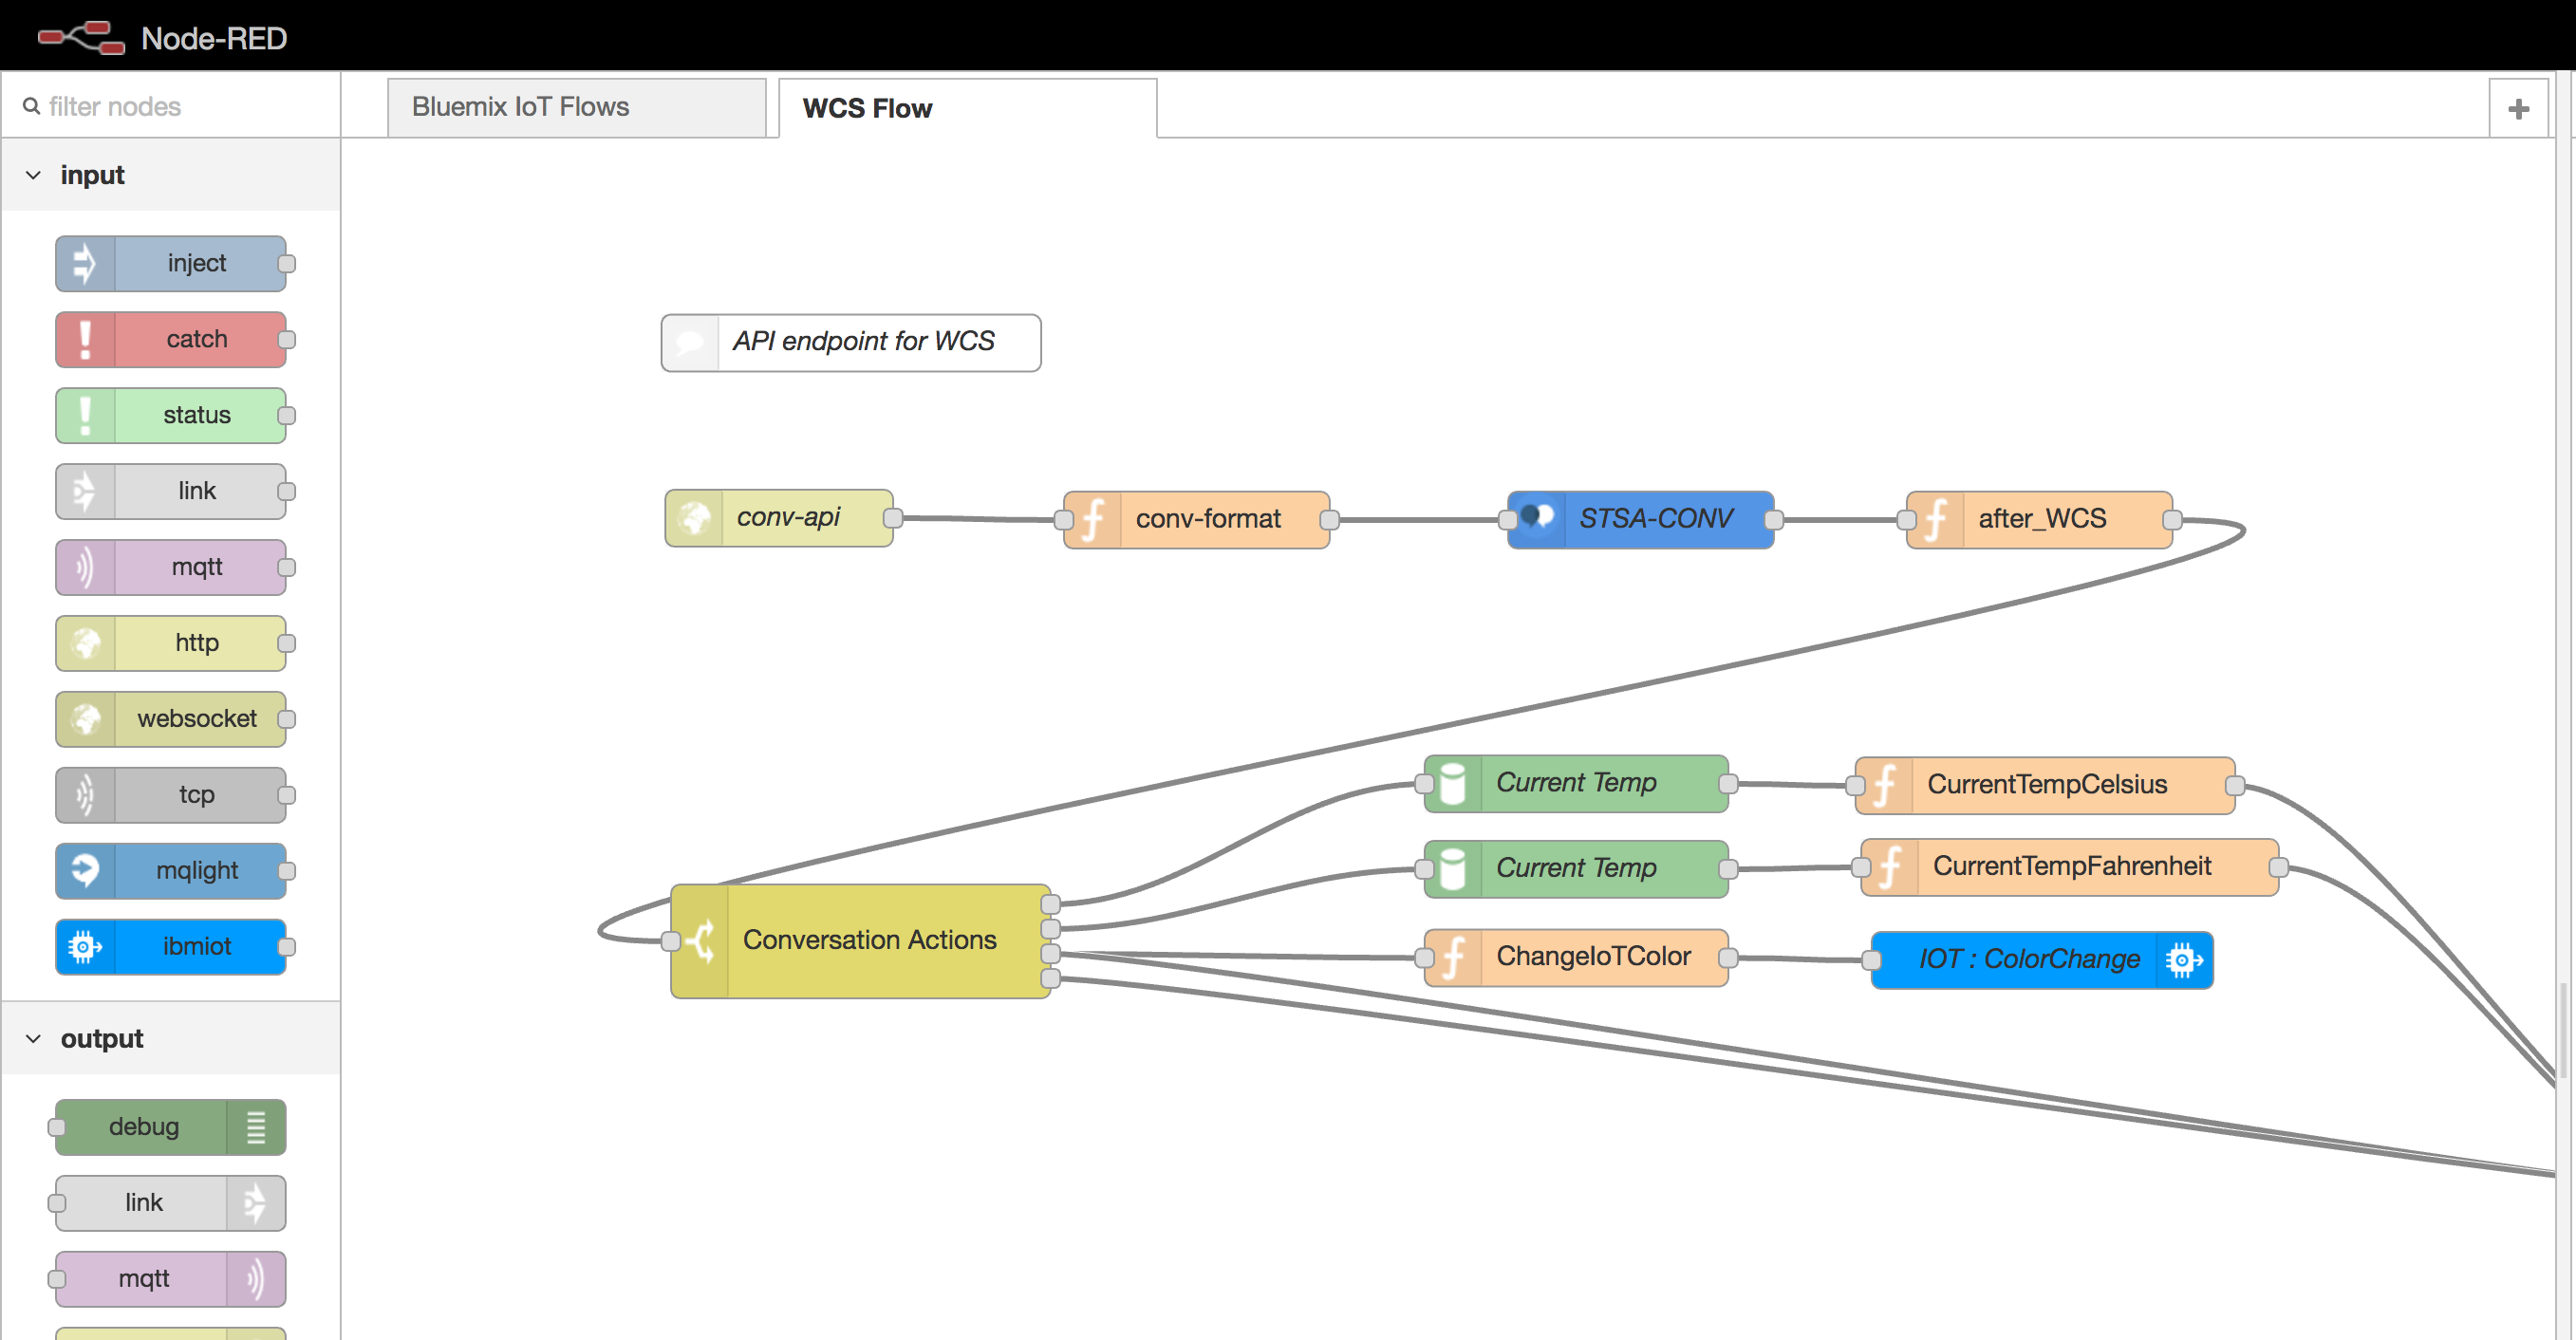 Node-RED
filter nodes
Bluemix IoT Flows
WCS Flow
+
input
inject
catch
status
link
mqtt
http
websocket
tcp
mqlight
ibmiot
output
debug
link
mqtt
API endpoint for WCS
conv-api
conv-format
STSA-CONV
after_WCS
Conversation Actions
Current Temp
CurrentTempCelsius
Current Temp
CurrentTempFahrenheit
ChangeIoTColor
IOT : ColorChange